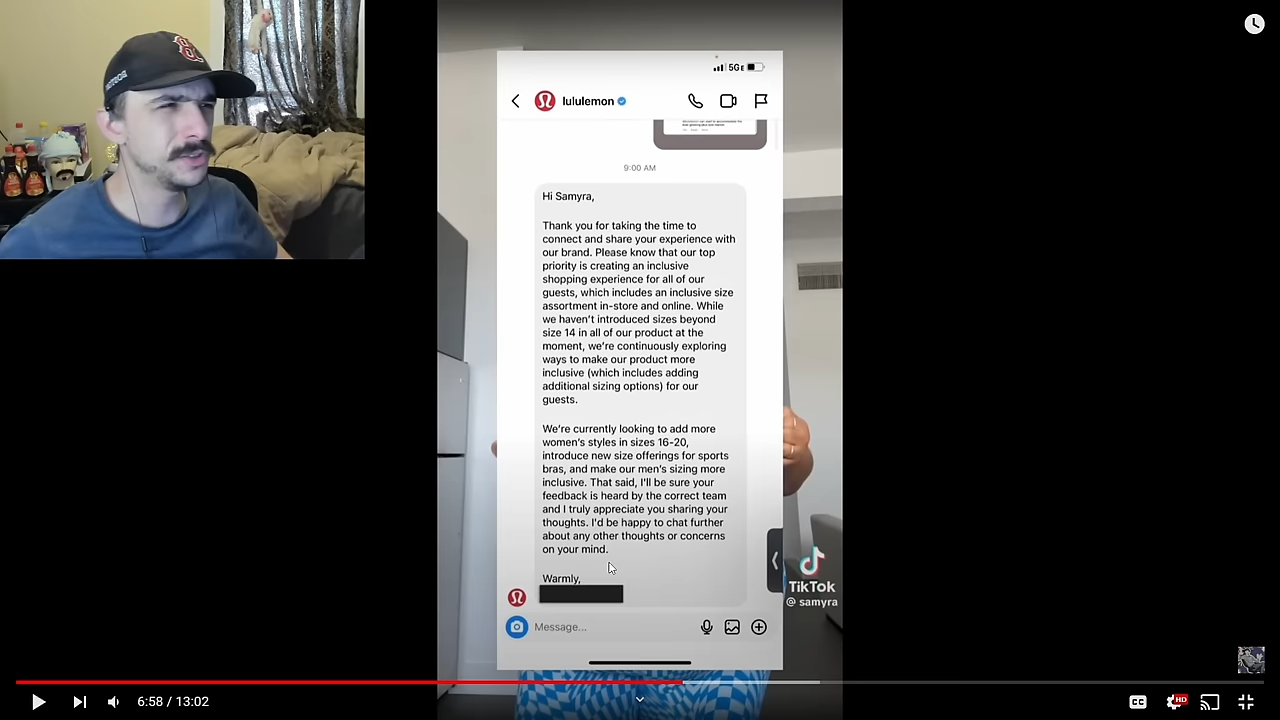 5GE
lululemon
9:00 AM
Hi Samyra,
Thank you for taking the time to
connect and share your experience with
our brand. Please know that our top
priority is creating an inclusive
shopping experience for all of our
guests, which includes an inclusive size
assortment in-store and online. While
we haven't introduced sizes beyond
size 14 in all of our product at the
moment, we're continuously exploring
ways to make our product more
inclusive (which includes adding
additional sizing options) for our
guests.
We're currently looking to add more
women's styles in sizes 16-20,
introduce new size offerings for sports
bras, and make our men's sizing more
inclusive. That said, I'll be sure your
feedback is heard by the correct team
and I truly appreciate you sharing your
thoughts. I'd be happy to chat further
about any other thoughts or concerns
on your mind.
Warmly,
Message...
TikTok
@ samyra
6:58 / 13:02
CC
HD
B